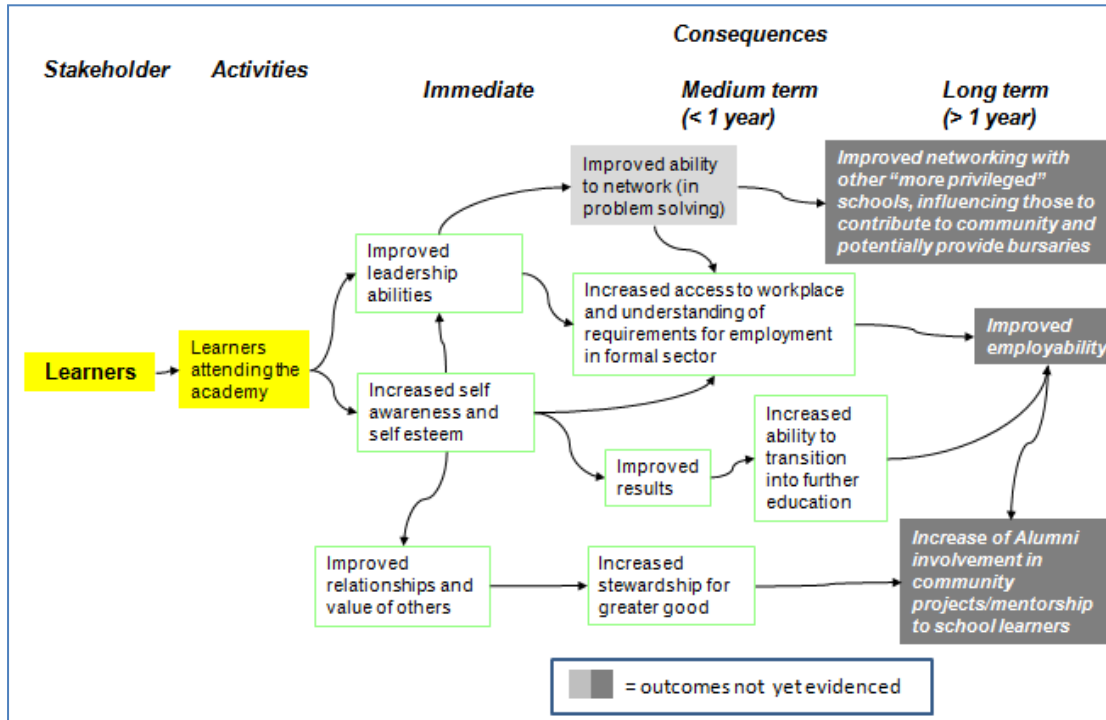 Consequences
Stakeholder
Activities
Immediate
Medium term
(< 1 year)
Long term
(> 1 year)
Improved ability
to network (in
problem solving)
Improved networking with
other “more privileged”
schools, influencing those to
contribute to community and
potentially provide bursaries
Improved
leadership
abilities
Increased access to workplace
and understanding of
requirements for employment
in formal sector
Improved
employability
Learners
Learners
attending the
academy
Increased self
awareness and
self esteem
Improved
results
Increased
ability to
transition
into further
education
Improved
relationships and
value of others
Increased
stewardship for
greater good
Increase of Alumni
involvement in
community
projects/mentorship
to school learners
= outcomes not yet evidenced